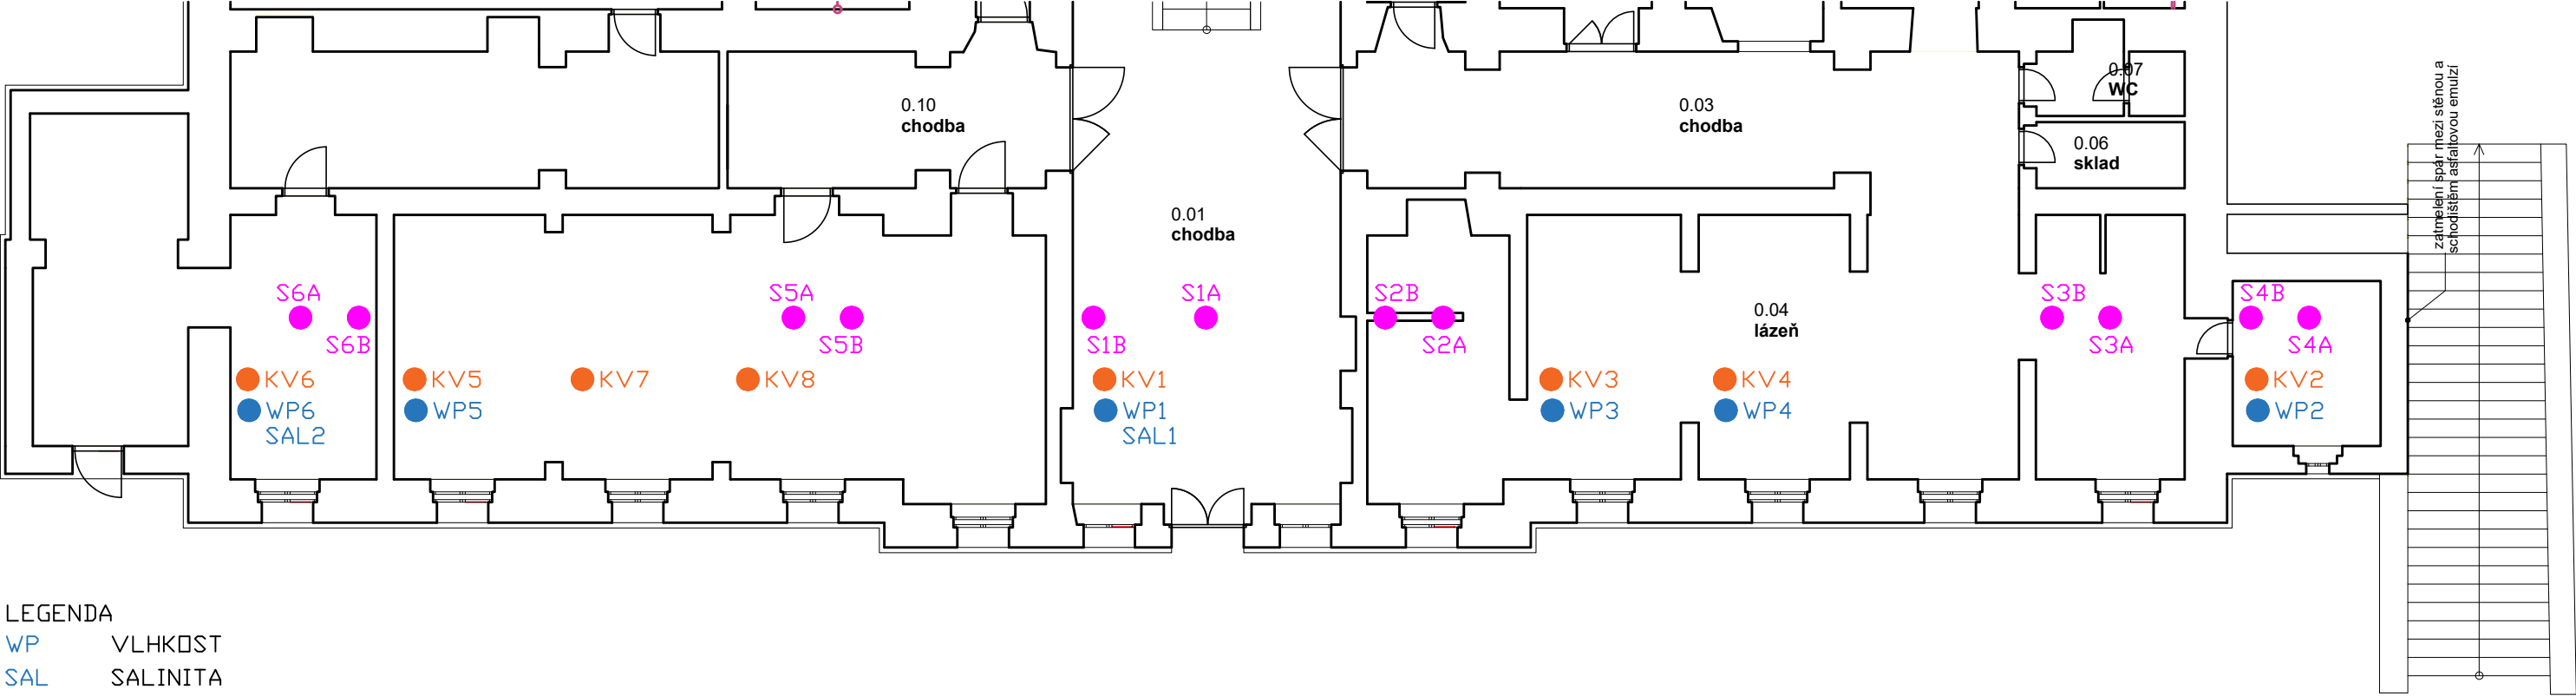 zatmelení spár mezi stěnou a
schodištěm asfaltovou emulzí
0.07
WC
0.10
chodba
0.03
chodba
0.06
sklad
0.01
chodba
0.04
lázeň
S6A
S6B
S5A
S5B
S1A
S1B
S2B
S2A
S3B
S3A
S4B
S4A
KV6
WP6
SAL2
KV5
WP5
KV7
KV8
KV1
WP1
SAL1
KV3
WP3
KV4
WP4
KV2
WP2
LEGENDA
WP VLHKOST
SAL SALINITA